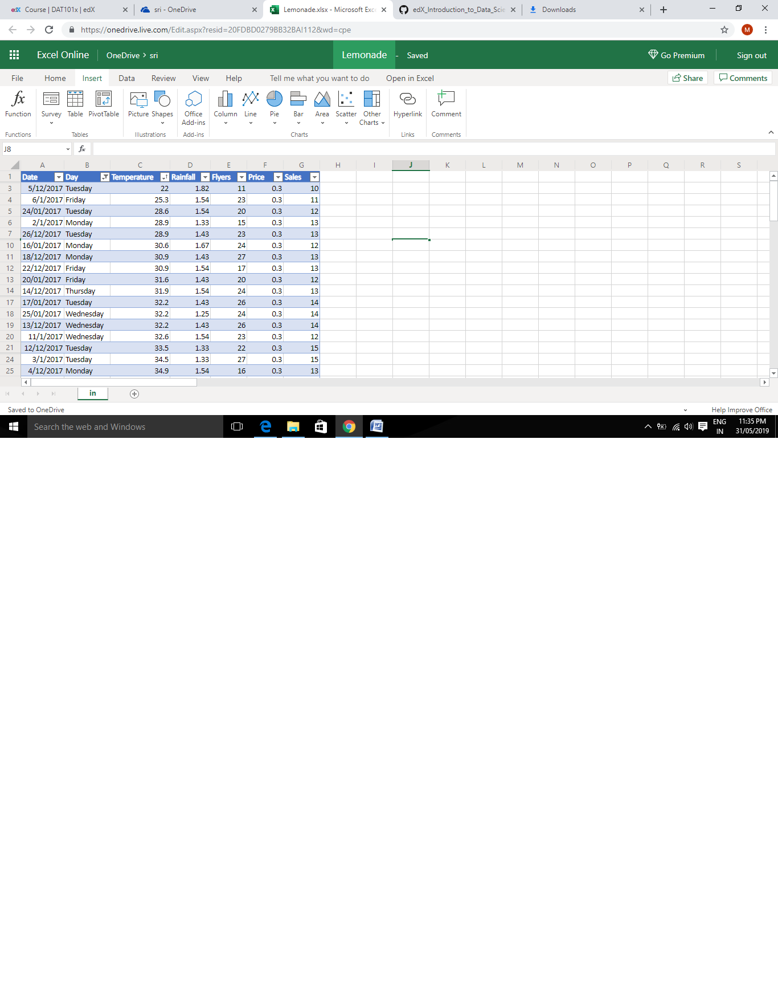 Course | DAT101x | edX
sri - OneDrive
Lemonade.xlsx - Microsoft Exc
edX_Introduction_to_Data_Scie
Downloads
https://onedrive.live.com/Edit.aspx?resid=20FDBD0279BB32BA!112&wd=cpe
M
Excel Online
OneDrive > sri
Lemonade - Saved
Go Premium
Sign out
File Home Insert Data Review View Help Tell me what you want to do Open in Excel Share Comments
Function Survey Table PivotTable Picture Shapes Office Add-ins Column Line Pie Bar Area Scatter Other Charts Hyperlink Comment
Functions Tables Illustrations Add-ins Charts Links Comments
J8 fx
A B C D E F G H I J K L M N O P Q R S
1 Date Day Temperature Rainfall Flyers Price Sales
3 5/12/2017 Tuesday 22 1.82 11 0.3 10
4 6/1/2017 Friday 25.3 1.54 23 0.3 11
5 24/01/2017 Tuesday 28.6 1.54 20 0.3 12
6 2/1/2017 Monday 28.9 1.33 15 0.3 13
7 26/12/2017 Tuesday 28.9 1.43 23 0.3 13
10 16/01/2017 Monday 30.6 1.67 24 0.3 12
11 18/12/2017 Monday 30.9 1.43 27 0.3 13
12 22/12/2017 Friday 30.9 1.54 17 0.3 13
13 20/01/2017 Friday 31.6 1.43 20 0.3 12
14 14/12/2017 Thursday 31.9 1.54 24 0.3 13
17 17/01/2017 Tuesday 32.2 1.43 26 0.3 14
18 25/01/2017 Wednesday 32.2 1.25 24 0.3 14
19 13/12/2017 Wednesday 32.2 1.43 26 0.3 14
20 11/1/2017 Wednesday 32.6 1.54 23 0.3 12
21 12/12/2017 Tuesday 33.5 1.33 22 0.3 15
24 3/1/2017 Tuesday 34.5 1.33 27 0.3 15
25 4/12/2017 Monday 34.9 1.54 16 0.3 13
in
Saved to OneDrive
Help Improve Office
Search the web and Windows
ENG
IN
11:35 PM
31/05/2019